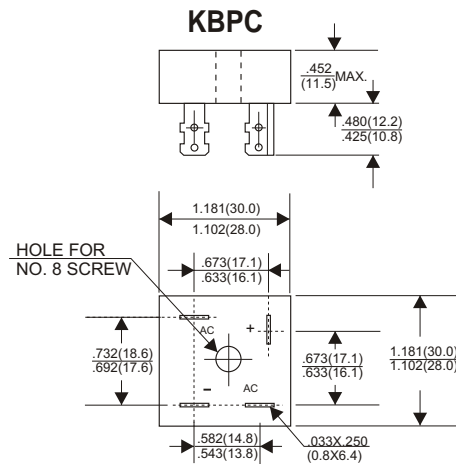 KBPC
.452
(11.5)
MAX.
.480(12.2)
.425(10.8)
1.181(30.0)
1.102(28.0)
HOLE FOR
NO. 8 SCREW
.673(17.1)
.633(16.1)
AC
+
.732(18.6)
.692(17.6)
.673(17.1)
.633(16.1)
1.181(30.0)
1.102(28.0)
-
AC
.582(14.8)
.543(13.8)
.033X.250
(0.8X6.4)